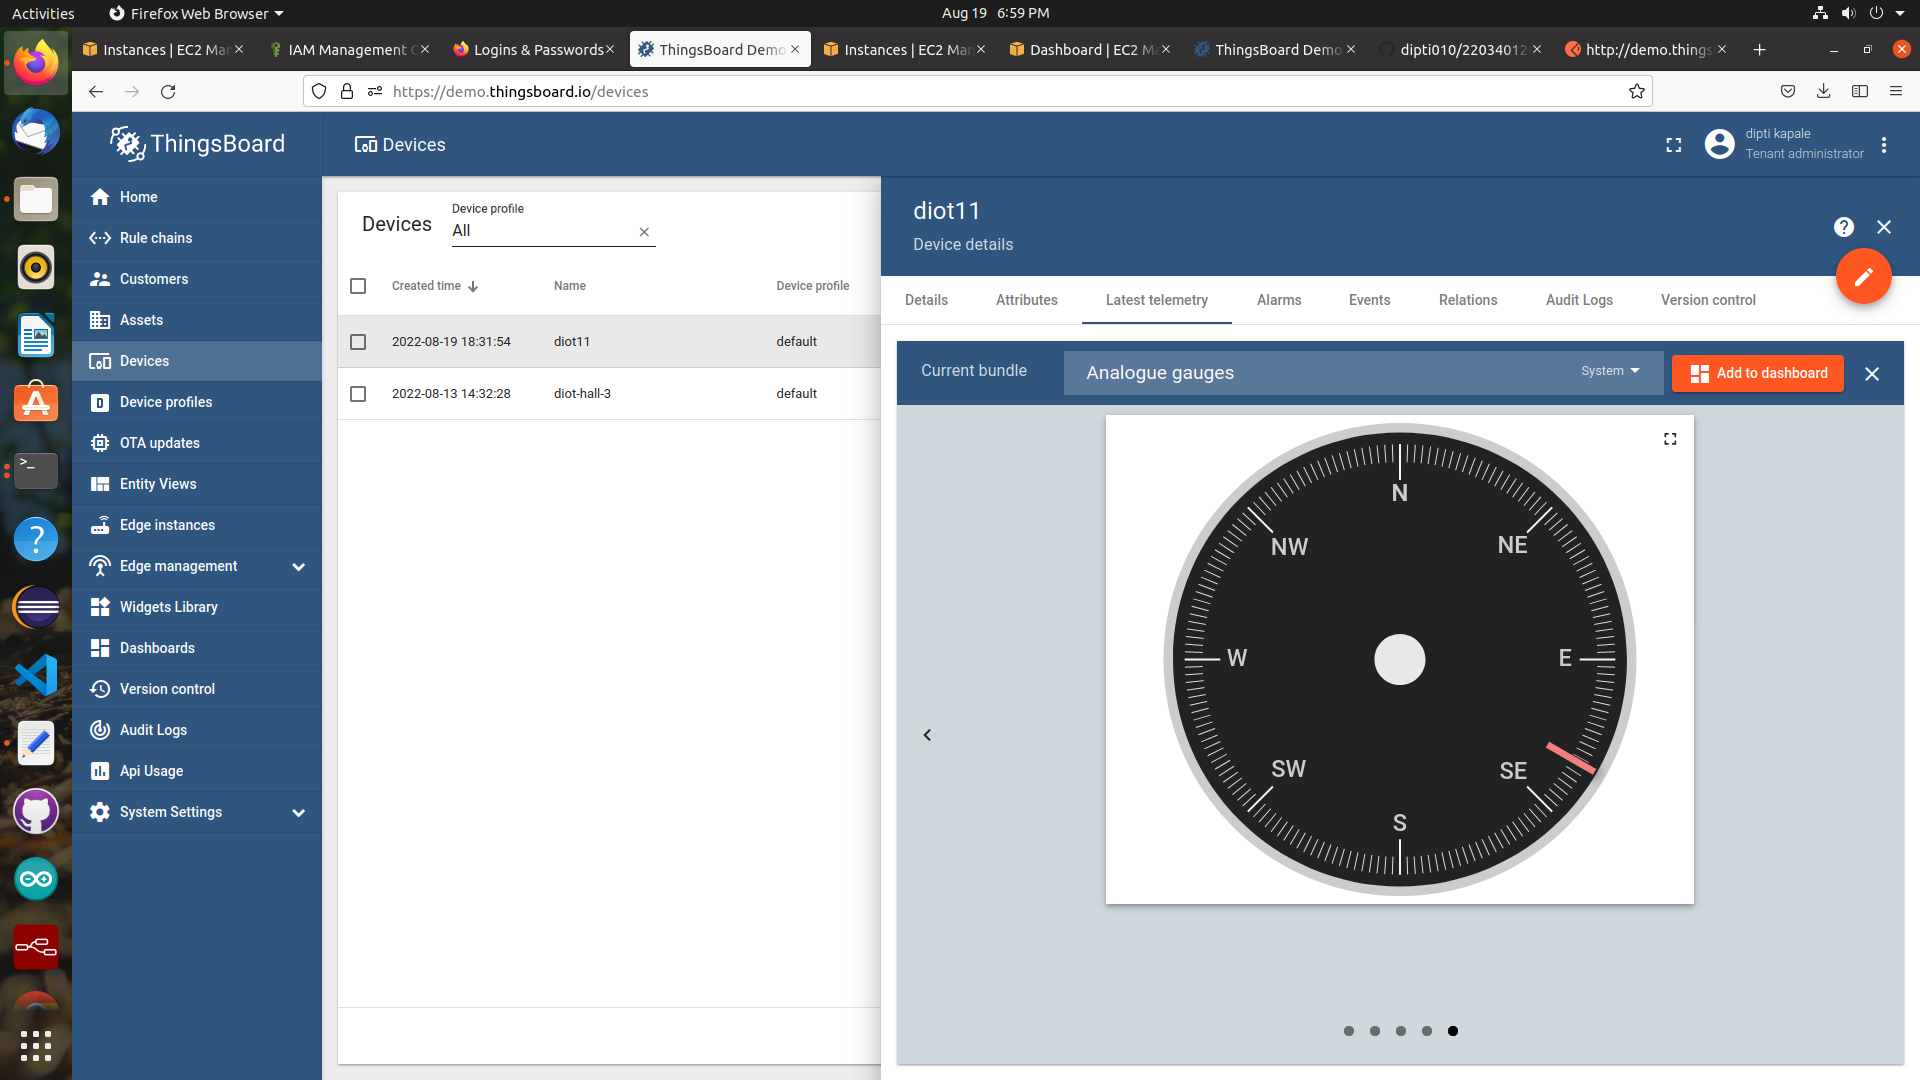 Activities
Firefox Web Browser
Aug 19 6:59 PM
Instances | EC2 Mar
IAM Management C
Logins & Passwords
ThingsBoard Demo
Instances | EC2 Mar
Dashboard | EC2 Ma
ThingsBoard Demo
dipti010/22034012
http://demo.things
https://demo.thingsboard.io/devices
ThingsBoard
Devices
dipti kapale
Tenant administrator
Home
Rule chains
Customers
Assets
Devices
Device profiles
OTA updates
Entity Views
Edge instances
Edge management
Widgets Library
Dashboards
Version control
Audit Logs
Api Usage
System Settings
Devices
Device profile
All
Created time
Name
Device profile
2022-08-19 18:31:54
diot11
default
2022-08-13 14:32:28
diot-hall-3
default
diot11
Device details
Details
Attributes
Latest telemetry
Alarms
Events
Relations
Audit Logs
Version control
Current bundle
Analogue gauges
System
Add to dashboard
N
NW
NE
W
E
SW
SE
S